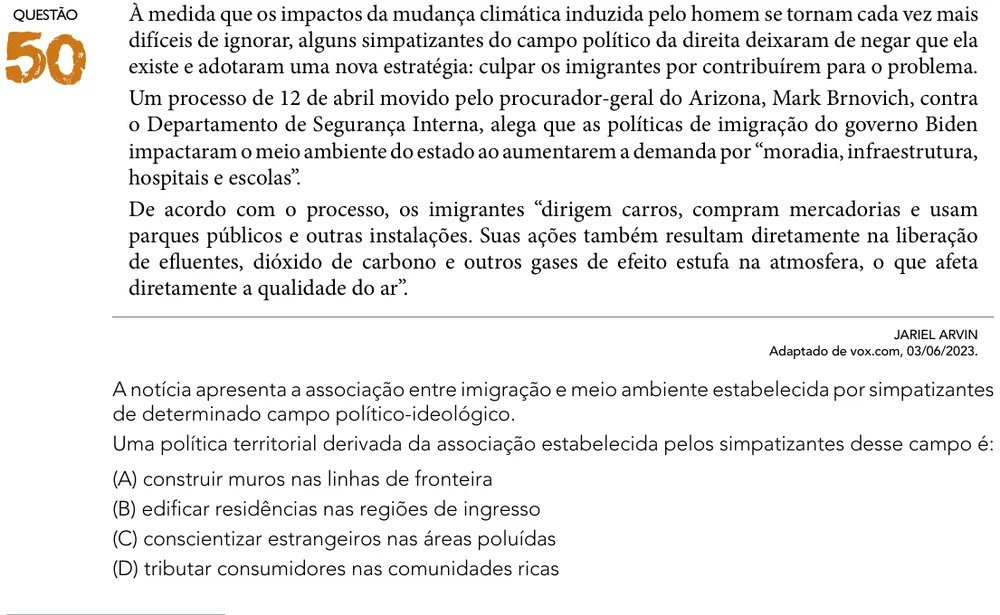 QUESTÃO
50
À medida que os impactos da mudança climática induzida pelo homem se tornam cada vez mais
difíceis de ignorar, alguns simpatizantes do campo político da direita deixaram de negar que ela
existe e adotaram uma nova estratégia: culpar os imigrantes por contribuírem para o problema.
Um processo de 12 de abril movido pelo procurador-geral do Arizona, Mark Brnovich, contra
o Departamento de Segurança Interna, alega que as políticas de imigração do governo Biden
impactaram o meio ambiente do estado ao aumentarem a demanda por “moradia, infraestrutura,
hospitais e escolas”.
De acordo com o processo, os imigrantes “dirigem carros, compram mercadorias e usam
parques públicos e outras instalações. Suas ações também resultam diretamente na liberação
de efluentes, dióxido de carbono e outros gases de efeito estufa na atmosfera, o que afeta
diretamente a qualidade do ar”.
JARIEL ARVIN
Adaptado de vox.com, 03/06/2023.
A notícia apresenta a associação entre imigração e meio ambiente estabelecida por simpatizantes
de determinado campo político-ideológico.
Uma política territorial derivada da associação estabelecida pelos simpatizantes desse campo é:
(A) construir muros nas linhas de fronteira
(B) edificar residências nas regiões de ingresso
(C) conscientizar estrangeiros nas áreas poluídas
(D) tributar consumidores nas comunidades ricas